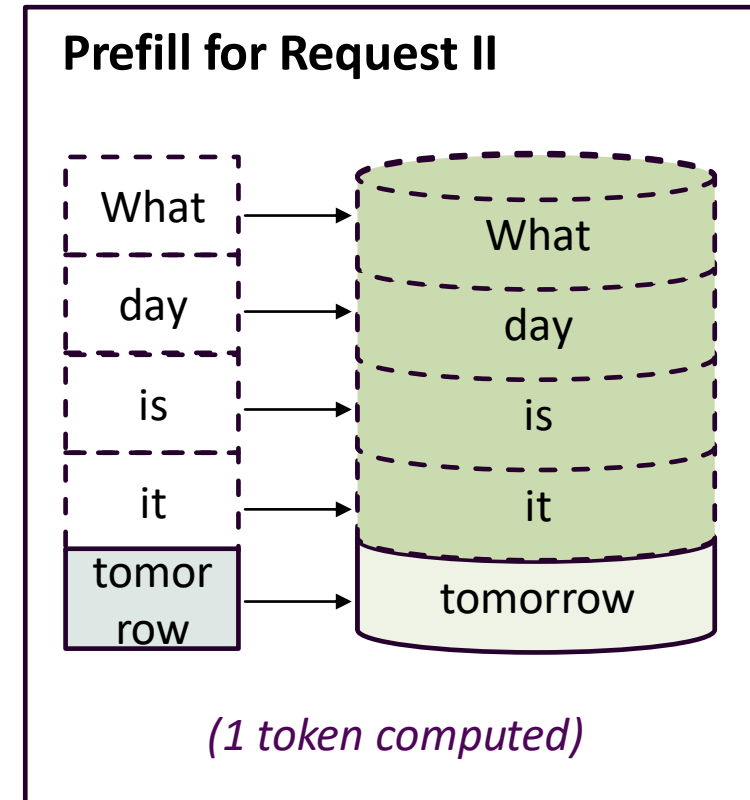 Prefill for Request II
What
What
day
day
is
is
it
it
tomor
row
tomorrow
(1 token computed)